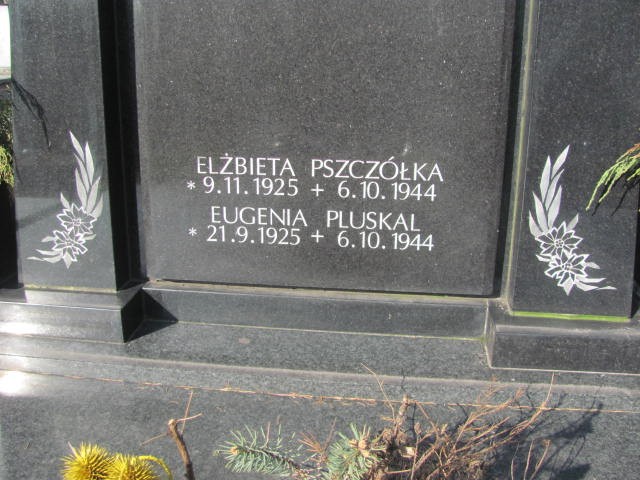 ELŻBIETA PSZCZÓŁKA
* 9.11.1925 + 6.10.1944
EUGENIA PLUSKAL
* 21.9.1925 + 6.10.1944